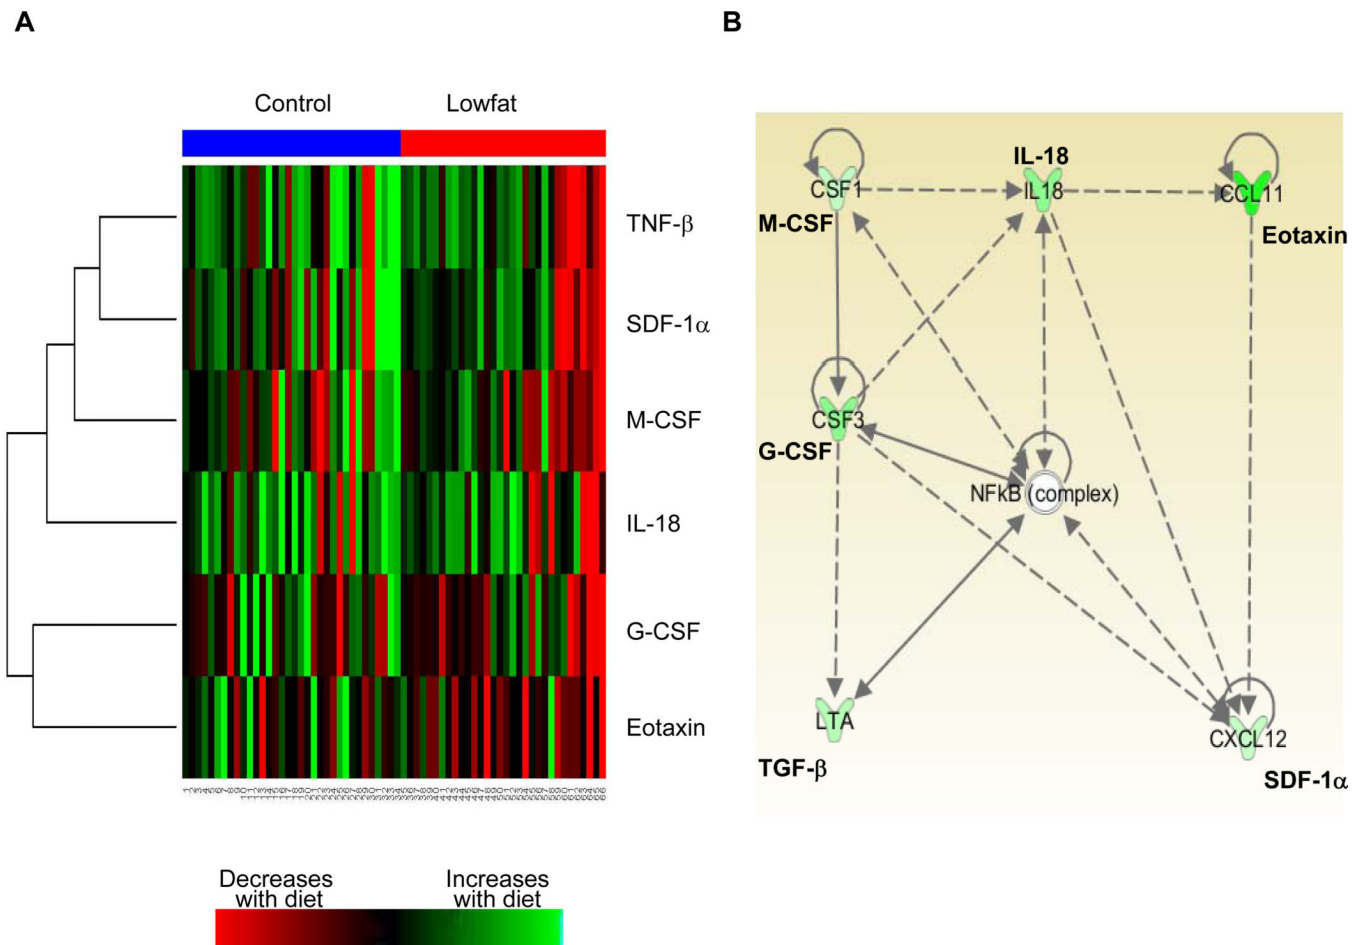 A
B
Control
Lowfat
TNF-β
SDF-1α
M-CSF
IL-18
G-CSF
Eotaxin
Decreases
with diet
Increases
with diet
IL-18
CSF1
IL18
CCL11
M-CSF
Eotaxin
CSF3
G-CSF
NFkB (complex)
LTA
CXCL12
TGF-β
SDF-1α